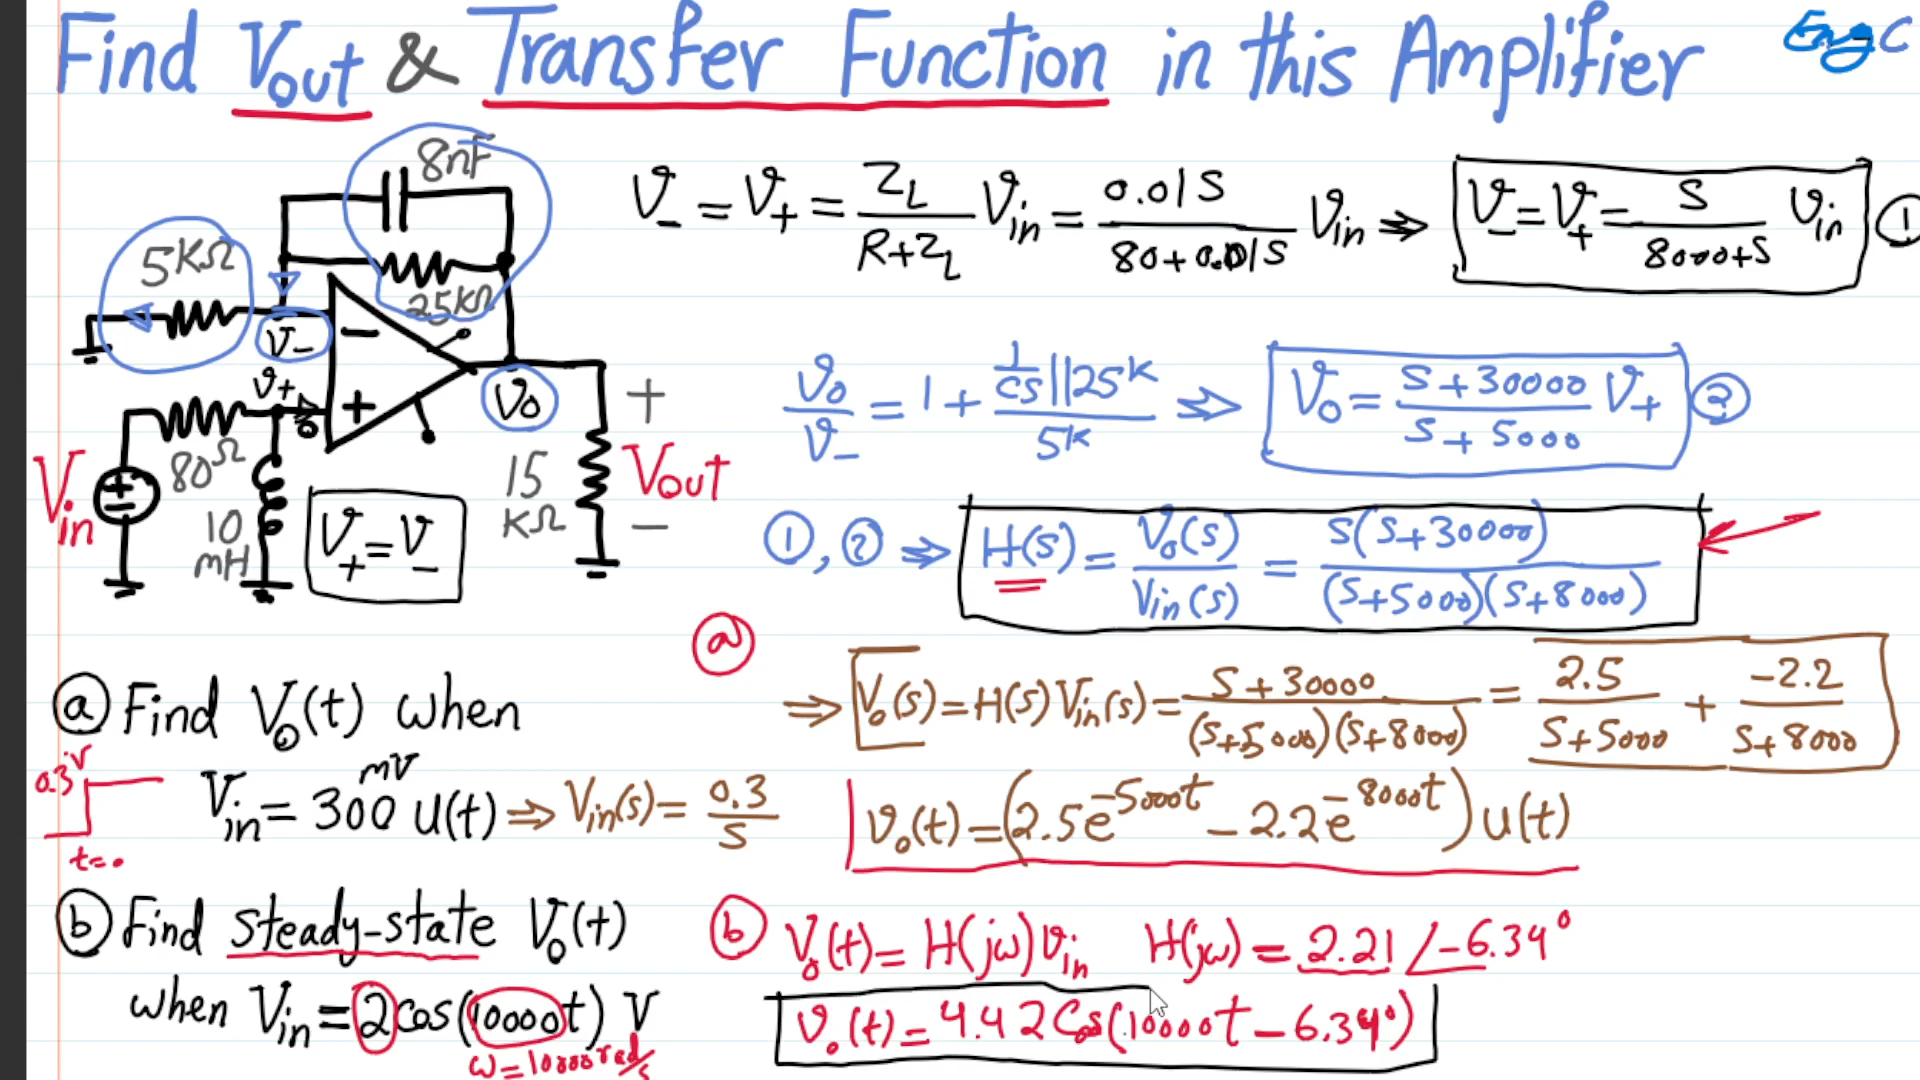 Find Vout & Transfer Function in this Amplifier
EngC
8nF
5KΩ
25KΩ
V-
V+
Vo
80Ω
10 mH
Vin
V+ = V-
15 KΩ
+
Vout
-
V- = V+ = ZL/(R+ZL) Vin = 0.01S/(80+0.01S) Vin ⇒ V- = V+ = S/(8000+S) Vin ①
Vo/V- = 1 + (1/CS || 25K)/5K ⇒ Vo = (S+30000)/(S+5000) V+ ②
①, ② ⇒ H(s) = Vo(s)/Vin(s) = S(S+30000)/((S+5000)(S+8000))
ⓐ Find Vo(t) when
Vin = 300 mV u(t) ⇒ Vin(s) = 0.3/S
0.3V
t=0
ⓑ Find steady-state Vo(t)
when Vin = 2cos(10000t) V
ω=10000 rad/s
ⓐ
⇒ Vo(s) = H(s) Vin(s) = (S+30000)/((S+5000)(S+8000)) = 2.5/(S+5000) + -2.2/(S+8000)
Vo(t) = (2.5e^-5000t - 2.2e^-8000t) u(t)
ⓑ Vo(t) = H(jω) Vin H(jω) = 2.21 ∠-6.34°
Vo(t) = 4.42 Cos(10000t - 6.34°)